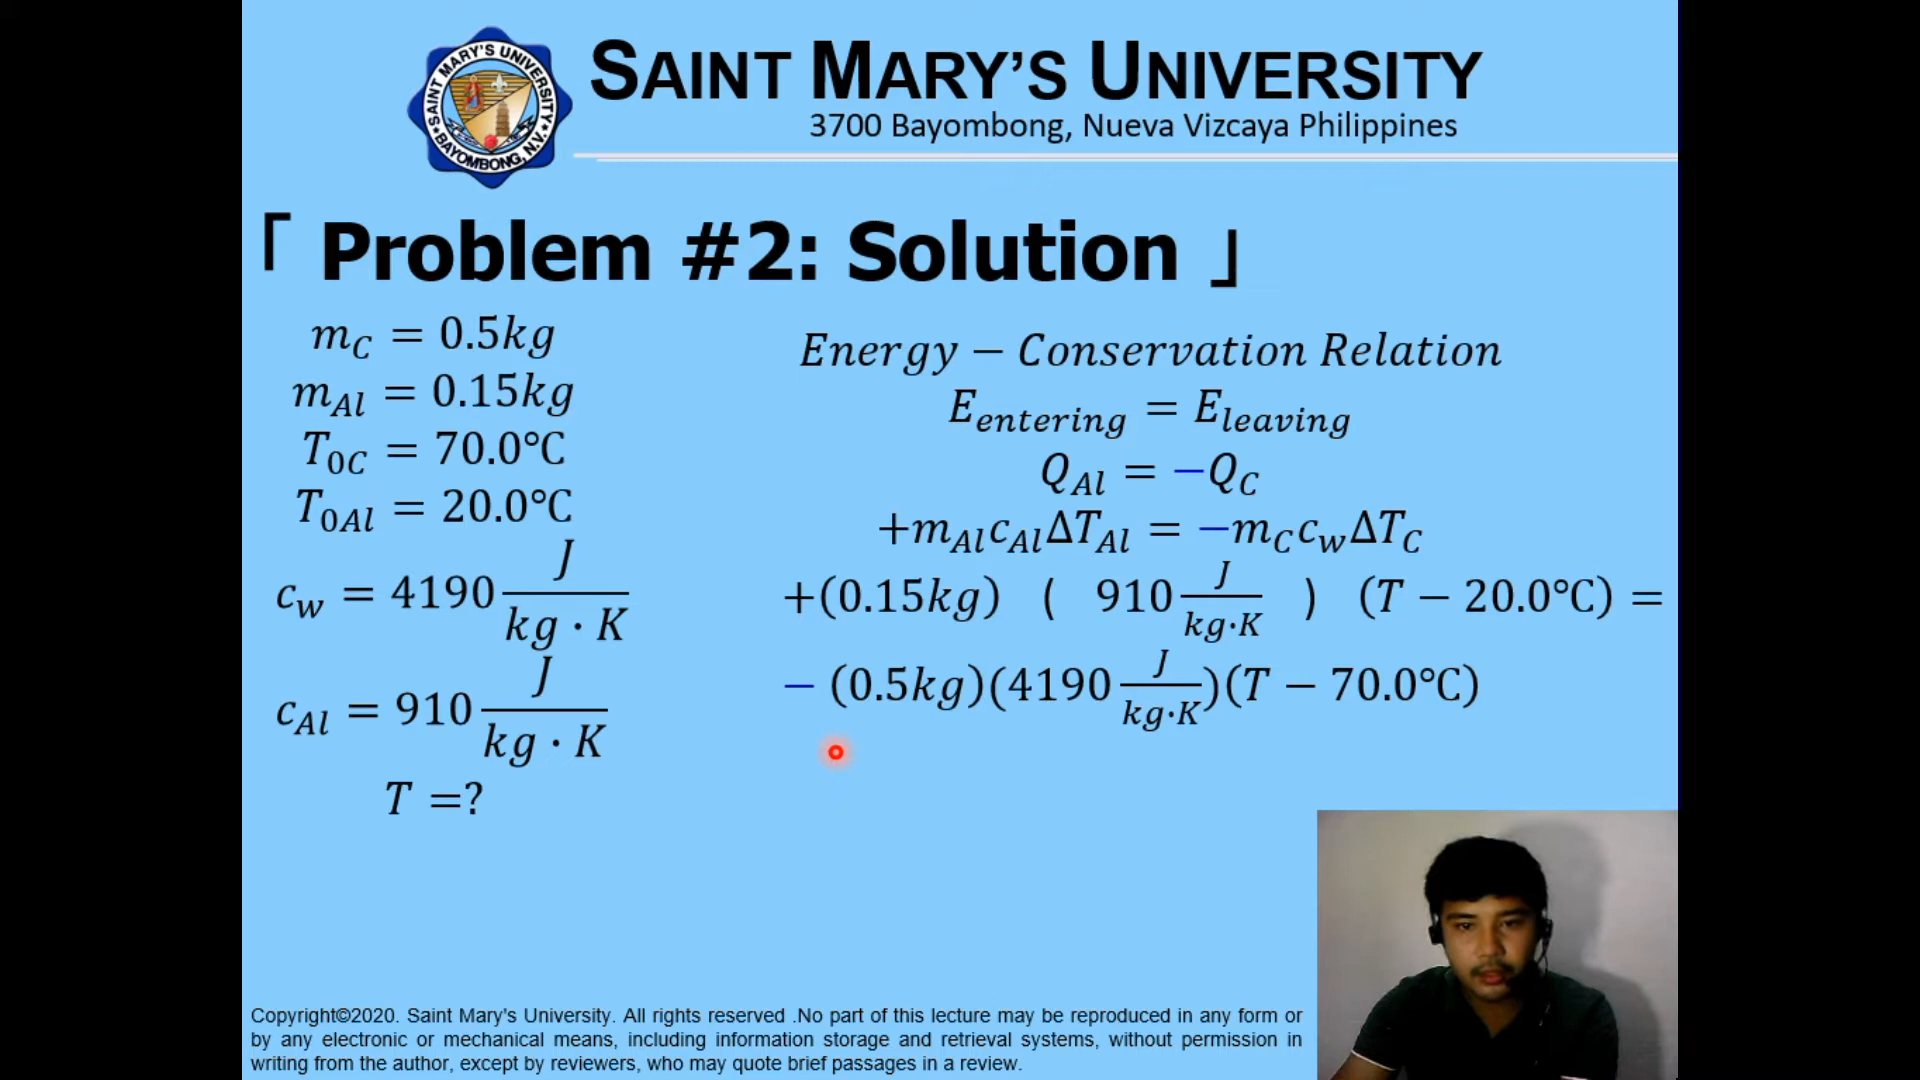 SAINT MARY'S UNIVERSITY
BAYOMBONG, N.V.
SAINT MARY'S UNIVERSITY
3700 Bayombong, Nueva Vizcaya Philippines
「 Problem #2: Solution 」
m_C = 0.5kg
m_Al = 0.15kg
T_0C = 70.0°C
T_0Al = 20.0°C
c_w = 4190 J/(kg · K)
c_Al = 910 J/(kg · K)
T =?
Energy − Conservation Relation
E_entering = E_leaving
Q_Al = −Q_C
+m_Al c_Al ΔT_Al = −m_C c_w ΔT_C
+(0.15kg) ( 910 J/(kg·K) ) (T − 20.0°C) =
− (0.5kg)(4190 J/(kg·K))(T − 70.0°C)
Copyright©2020. Saint Mary's University. All rights reserved .No part of this lecture may be reproduced in any form or
by any electronic or mechanical means, including information storage and retrieval systems, without permission in
writing from the author, except by reviewers, who may quote brief passages in a review.